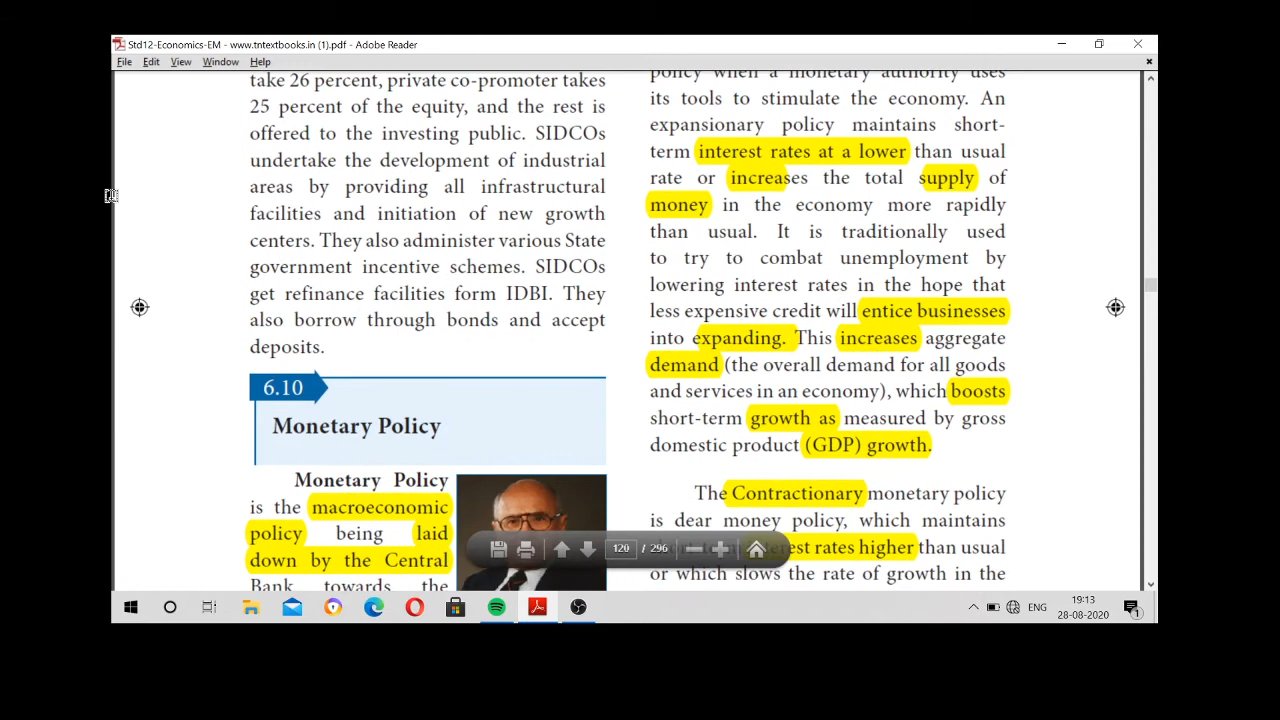 Std12-Economics-EM - www.tntextbooks.in (1).pdf - Adobe Reader
File Edit View Window Help
take 26 percent, private co-promoter takes
25 percent of the equity, and the rest is
offered to the investing public. SIDCOs
undertake the development of industrial
areas by providing all infrastructural
facilities and initiation of new growth
centers. They also administer various State
government incentive schemes. SIDCOs
get refinance facilities form IDBI. They
also borrow through bonds and accept
deposits.
6.10
Monetary Policy
Monetary Policy
is the macroeconomic
policy being laid
down by the Central
Bank towards the
policy when a monetary authority uses
its tools to stimulate the economy. An
expansionary policy maintains short-
term interest rates at a lower than usual
rate or increases the total supply of
money in the economy more rapidly
than usual. It is traditionally used
to try to combat unemployment by
lowering interest rates in the hope that
less expensive credit will entice businesses
into expanding. This increases aggregate
demand (the overall demand for all goods
and services in an economy), which boosts
short-term growth as measured by gross
domestic product (GDP) growth.
The Contractionary monetary policy
is dear money policy, which maintains
rates higher than usual
or which slows the rate of growth in the
120 / 296
ENG
19:13
28-08-2020
1